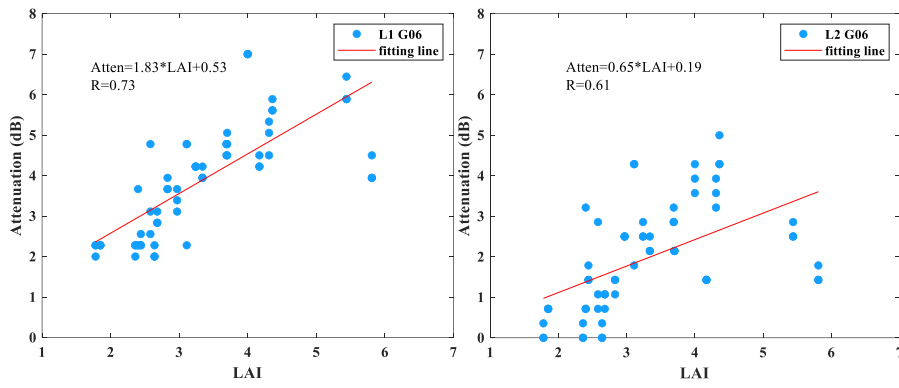 8
7
6
5
4
3
2
1
0
Attenuation (dB)
Atten=1.83*LAI+0.53
R=0.73
L1 G06
fitting line
1 2 3 4 5 6 7
LAI
8
7
6
5
4
3
2
1
0
Attenuation (dB)
Atten=0.65*LAI+0.19
R=0.61
L2 G06
fitting line
1 2 3 4 5 6 7
LAI